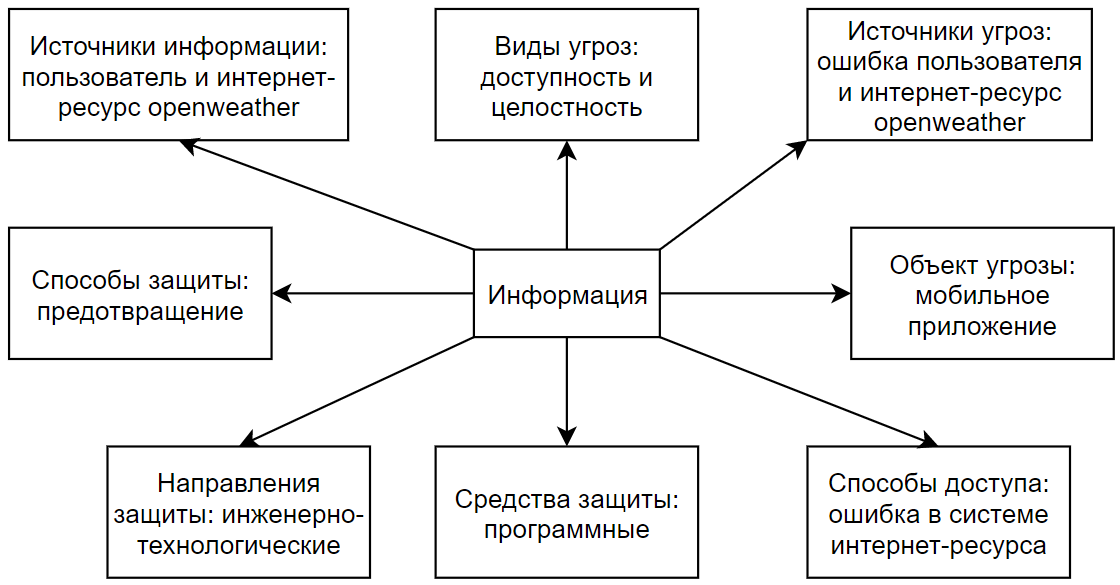 Источники информации:
пользователь и интернет-
ресурс openweather
Виды угроз:
доступность и
целостность
Источники угроз:
ошибка пользователя
и интернет-ресурс
openweather
Способы защиты:
предотвращение
Информация
Объект угрозы:
мобильное
приложение
Направления
защиты: инженерно-
технологические
Средства защиты:
программные
Способы доступа:
ошибка в системе
интернет-ресурса